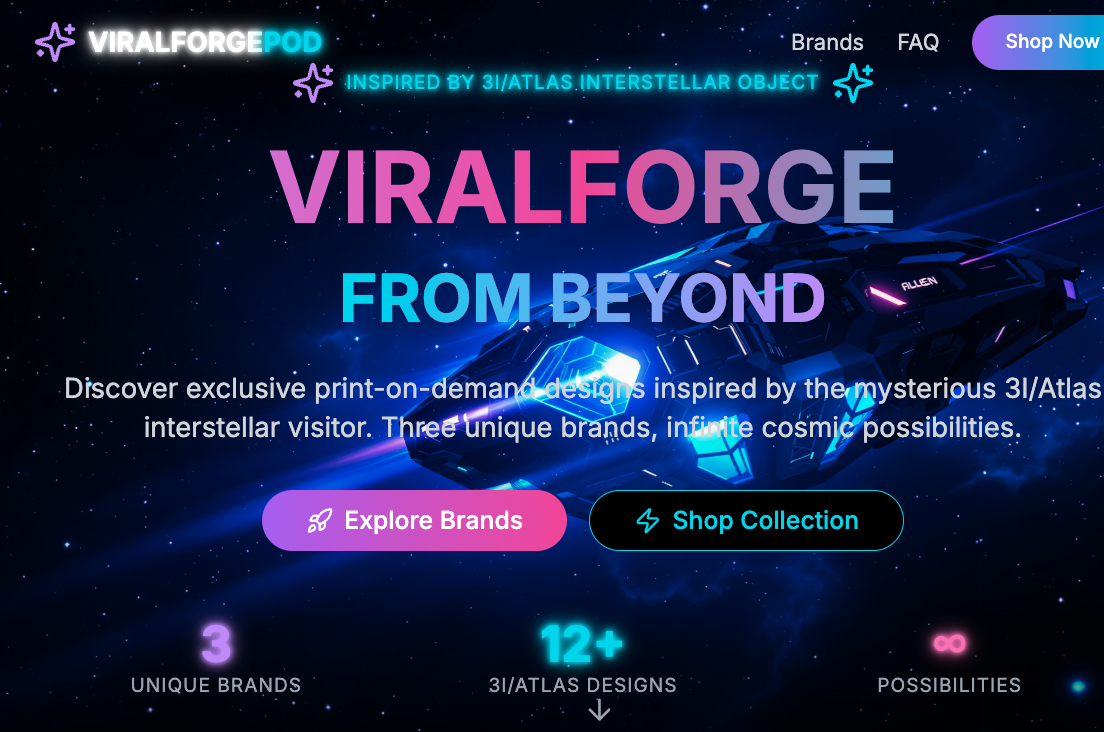 VIRALFORGEPOD
Brands
FAQ
Shop Now
INSPIRED BY 3I/ATLAS INTERSTELLAR OBJECT
VIRALFORGE
FROM BEYOND
ALLIEN
Discover exclusive print-on-demand designs inspired by the mysterious 3I/Atlas
interstellar visitor. Three unique brands, infinite cosmic possibilities.
Explore Brands
Shop Collection
3
12+
∞
UNIQUE BRANDS
3I/ATLAS DESIGNS
POSSIBILITIES